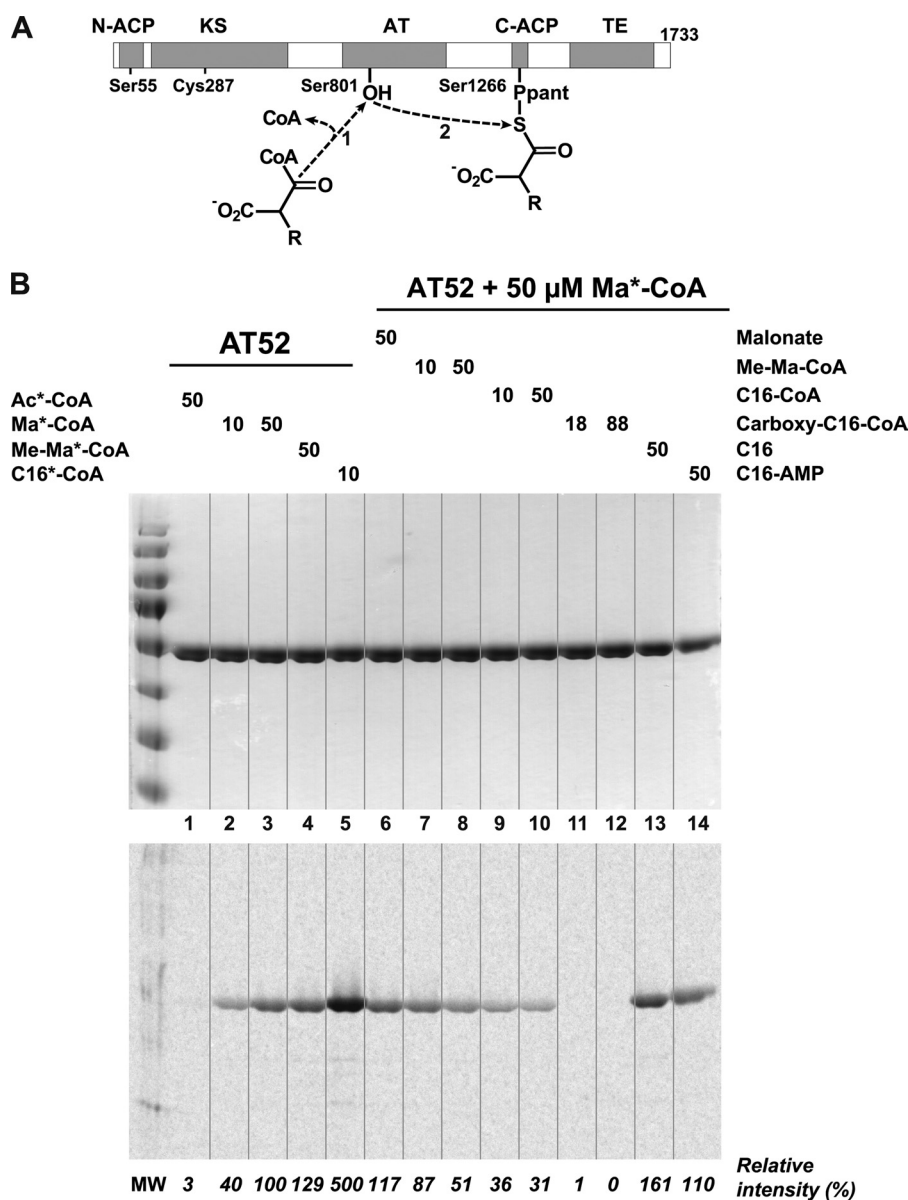 A
N-ACP KS AT C-ACP TE
1733
Ser55 Cys287 Ser801 Ser1266
OH Ppant
CoA 1 2 S
CoA O
O -O2C
-O2C R
R
B
AT52 + 50 µM Ma*-CoA
AT52
50 Malonate
10 50 Me-Ma-CoA
Ac*-CoA 50 10 50 C16-CoA
Ma*-CoA 10 50 18 88 Carboxy-C16-CoA
Me-Ma*-CoA 50 50 C16
C16*-CoA 10 50 C16-AMP
1 2 3 4 5 6 7 8 9 10 11 12 13 14
MW 3 40 100 129 500 117 87 51 36 31 1 0 161 110 Relative
intensity (%)